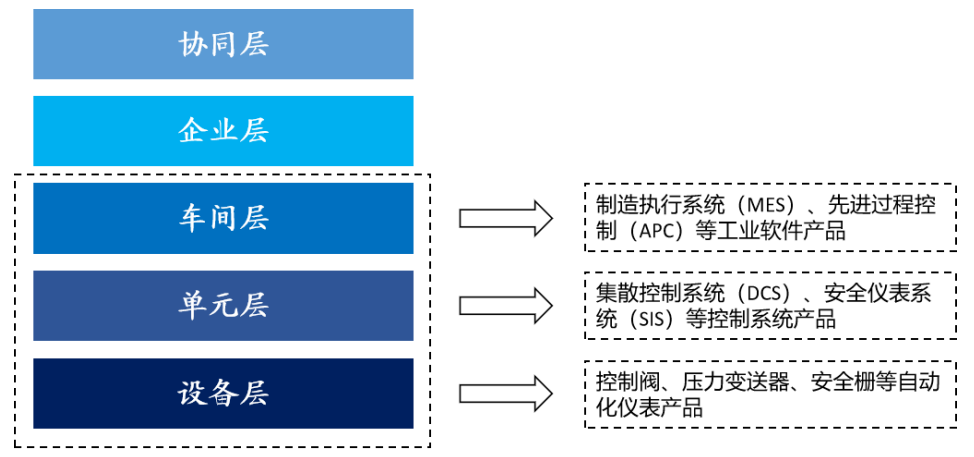 协同层
企业层
车间层
制造执行系统（MES）、先进过程控
制（APC）等工业软件产品
单元层
集散控制系统（DCS）、安全仪表系
统（SIS）等控制系统产品
设备层
控制阀、压力变送器、安全栅等自动
化仪表产品